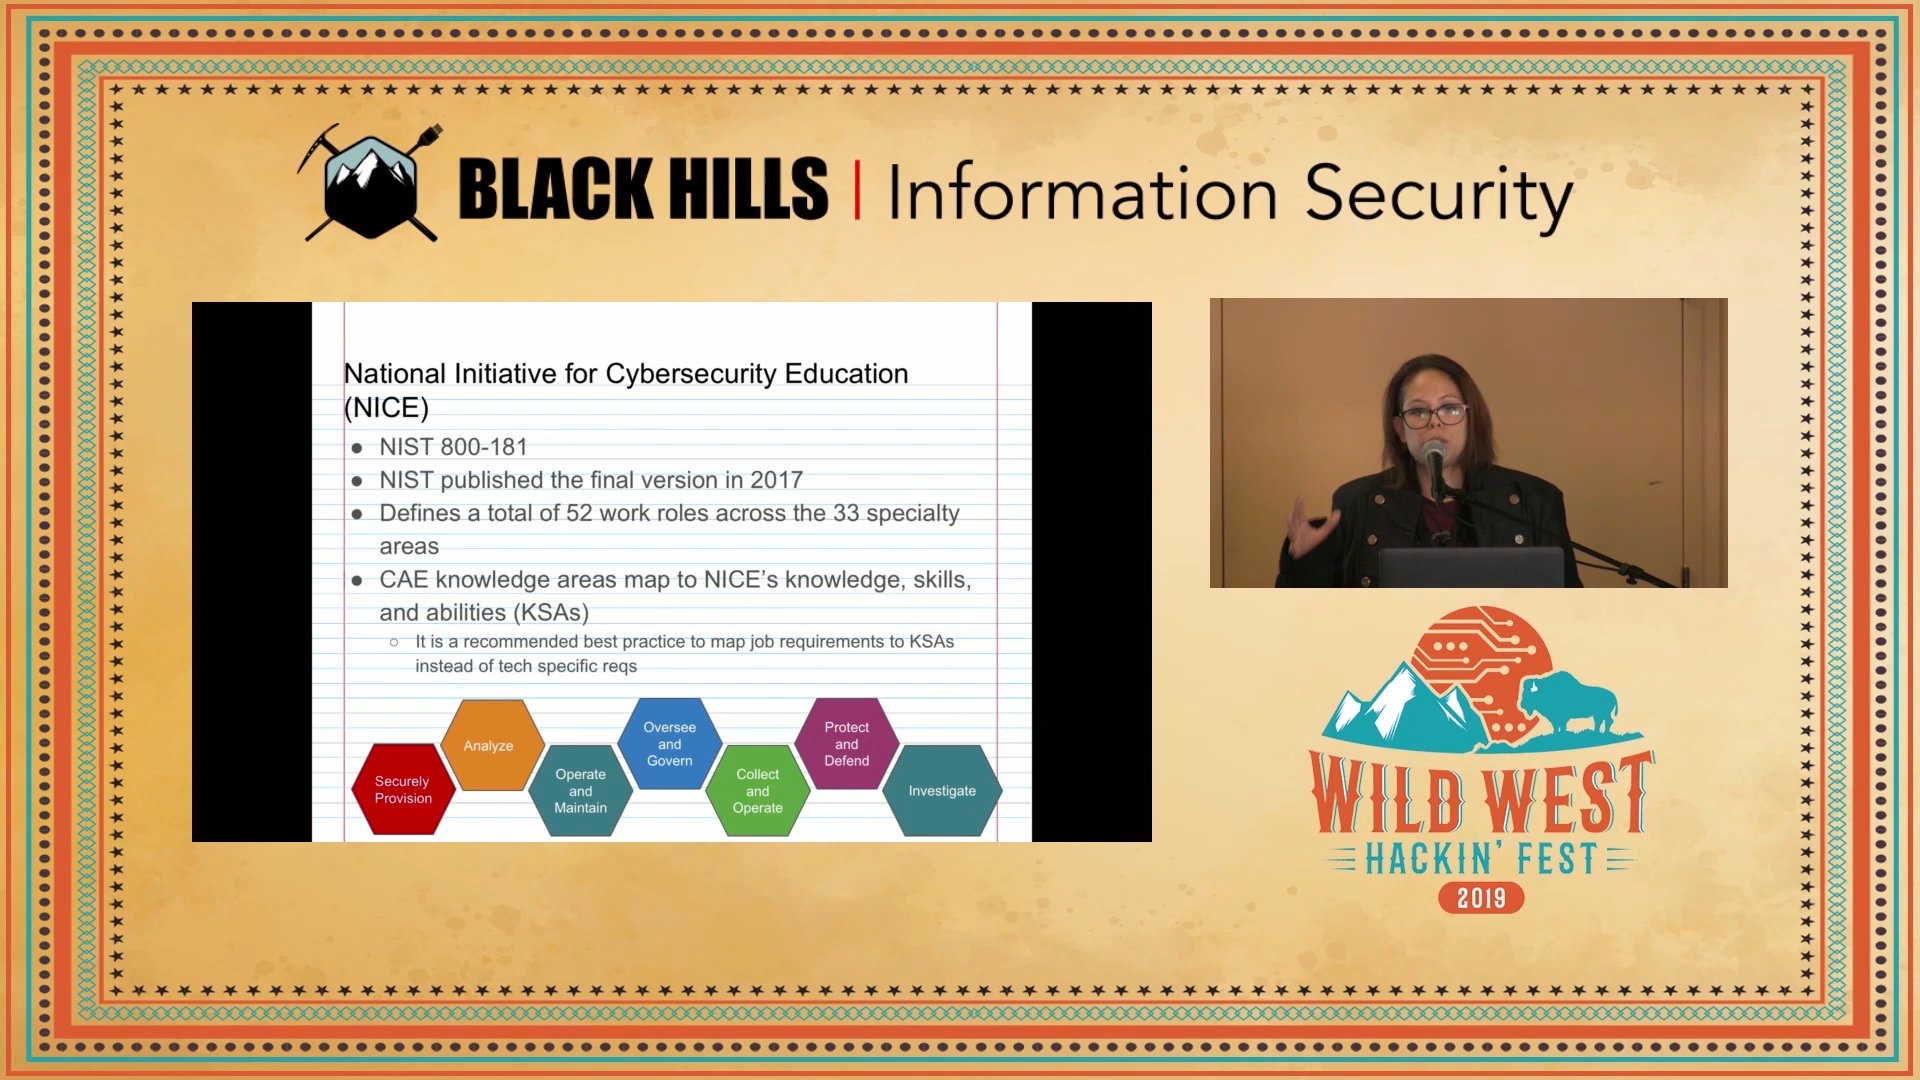 BLACK HILLS | Information Security
National Initiative for Cybersecurity Education
(NICE)
● NIST 800-181
● NIST published the final version in 2017
● Defines a total of 52 work roles across the 33 specialty
areas
● CAE knowledge areas map to NICE's knowledge, skills,
and abilities (KSAs)
○ It is a recommended best practice to map job requirements to KSAs
instead of tech specific reqs
Securely
Provision
Analyze
Operate
and
Maintain
Oversee
and
Govern
Collect
and
Operate
Protect
and
Defend
Investigate
WILD WEST
HACKIN' FEST
2019